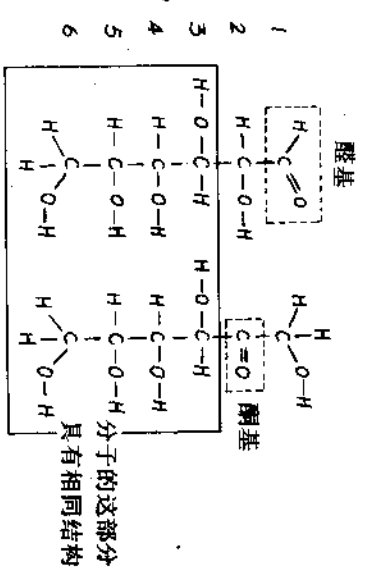 醛基
H
H O H O–H
1 C C
2 H–C–O–H C=O
酮基
3 H–O–C–H H–O–C–H
4 H–C–O–H H–C–O–H
5 H–C–O–H H–C–O–H
6 H–C H–C
H O–H H O–H
分子的这部分
具有相同结构